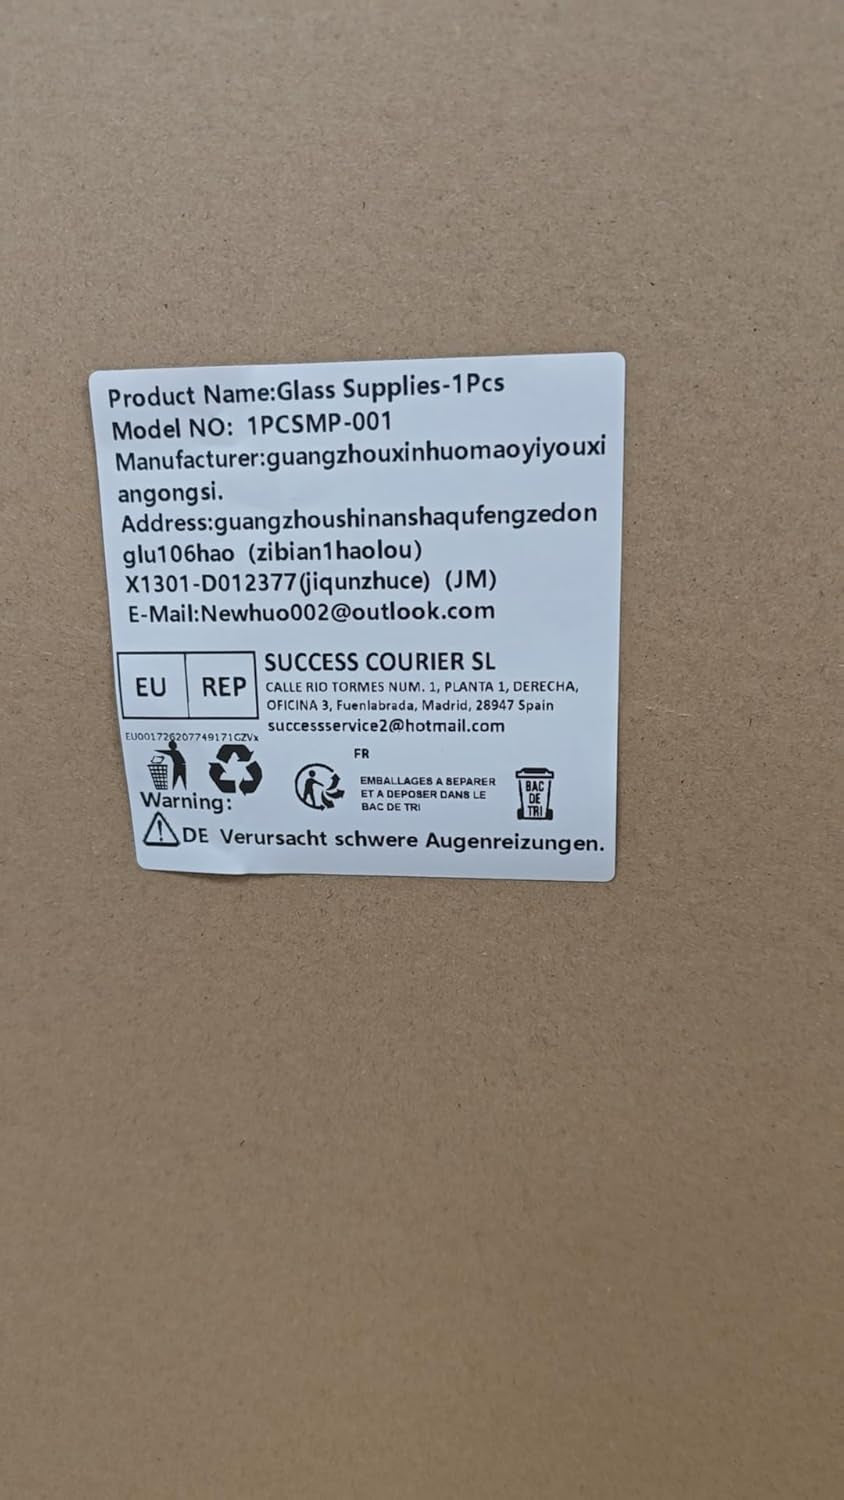 Product Name:Glass Supplies-1Pcs
Model NO: 1PCSMP-001
Manufacturer:guangzhouxinhuomaoyiyouxi
angongsi.
Address:guangzhoushinanshaqufengzedon
glu106hao (zibian1haolou)
X1301-D012377(jiqunzhuce) (JM)
E-Mail:Newhuo002@outlook.com
EU REP
SUCCESS COURIER SL
CALLE RIO TORMES NUM. 1, PLANTA 1, DERECHA,
OFICINA 3, Fuenlabrada, Madrid, 28947 Spain
successservice2@hotmail.com
EU001726207749171GZVx
FR
EMBALLAGES A SEPARER
ET A DEPOSER DANS LE
BAC DE TRI
BAC
DE
TRI
Warning:
DE Verursacht schwere Augenreizungen.